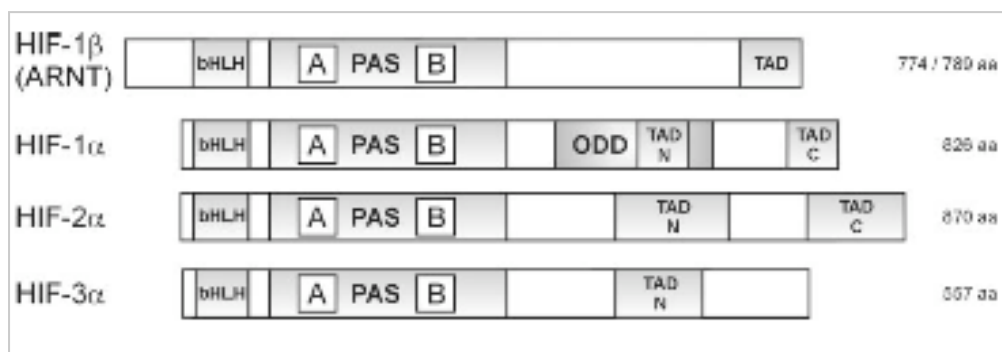 HIF-1β
(ARNT)
bHLH A PAS B TAD 774 / 789 aa
HIF-1α
bHLH A PAS B ODD TAD N TAD C 826 aa
HIF-2α
bHLH A PAS B TAD N TAD C 870 aa
HIF-3α
bHLH A PAS B TAD N aa